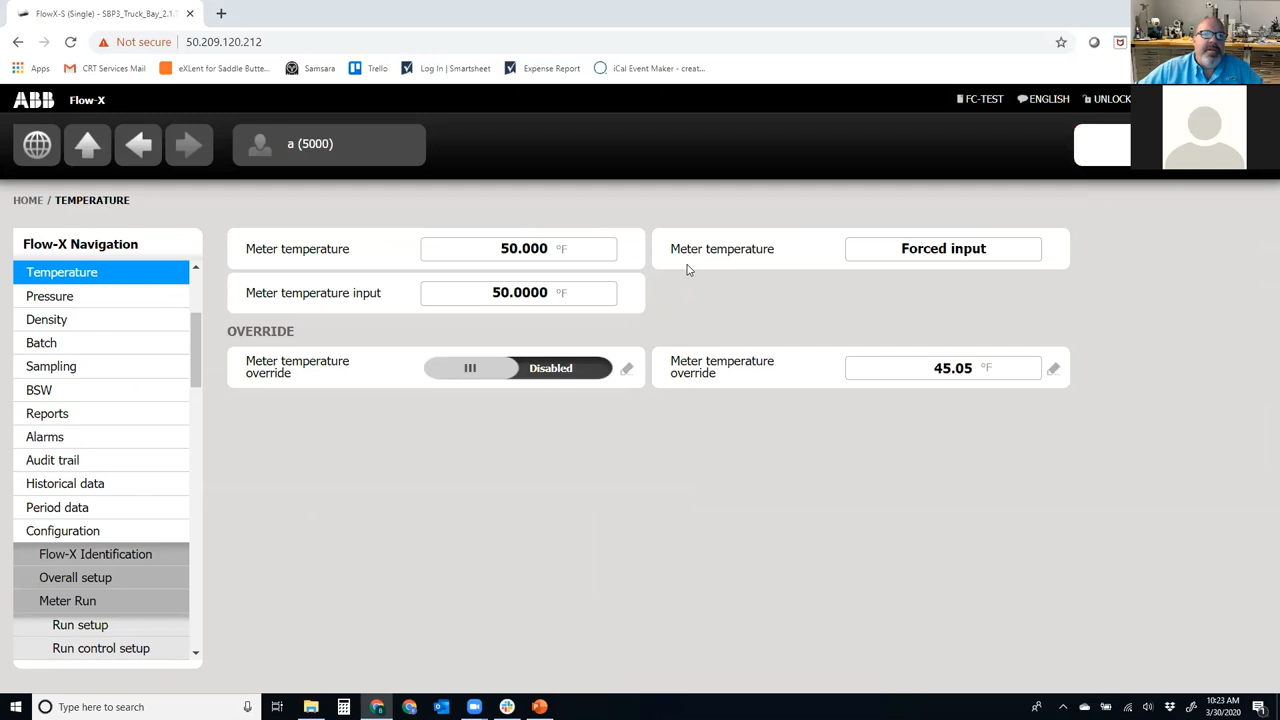 FlowX-S (Single) - SBP3_Truck_Bay_2.1.
Not secure 50.209.120.212
Apps CRT Services Mail eXLent for Saddle Butte... Samsara Trello Log In | Smartsheet Expense Report iCal Event Maker - creat...
ABB Flow-X FC-TEST ENGLISH UNLOCK
a (5000)
HOME / TEMPERATURE
Flow-X Navigation
Temperature
Pressure
Density
Batch
Sampling
BSW
Reports
Alarms
Audit trail
Historical data
Period data
Configuration
Flow-X Identification
Overall setup
Meter Run
Run setup
Run control setup
Meter temperature 50.000 °F
Meter temperature Forced input
Meter temperature input 50.0000 °F
OVERRIDE
Meter temperature
override
Disabled
Meter temperature
override
45.05 °F
Type here to search
10:23 AM
3/30/2020